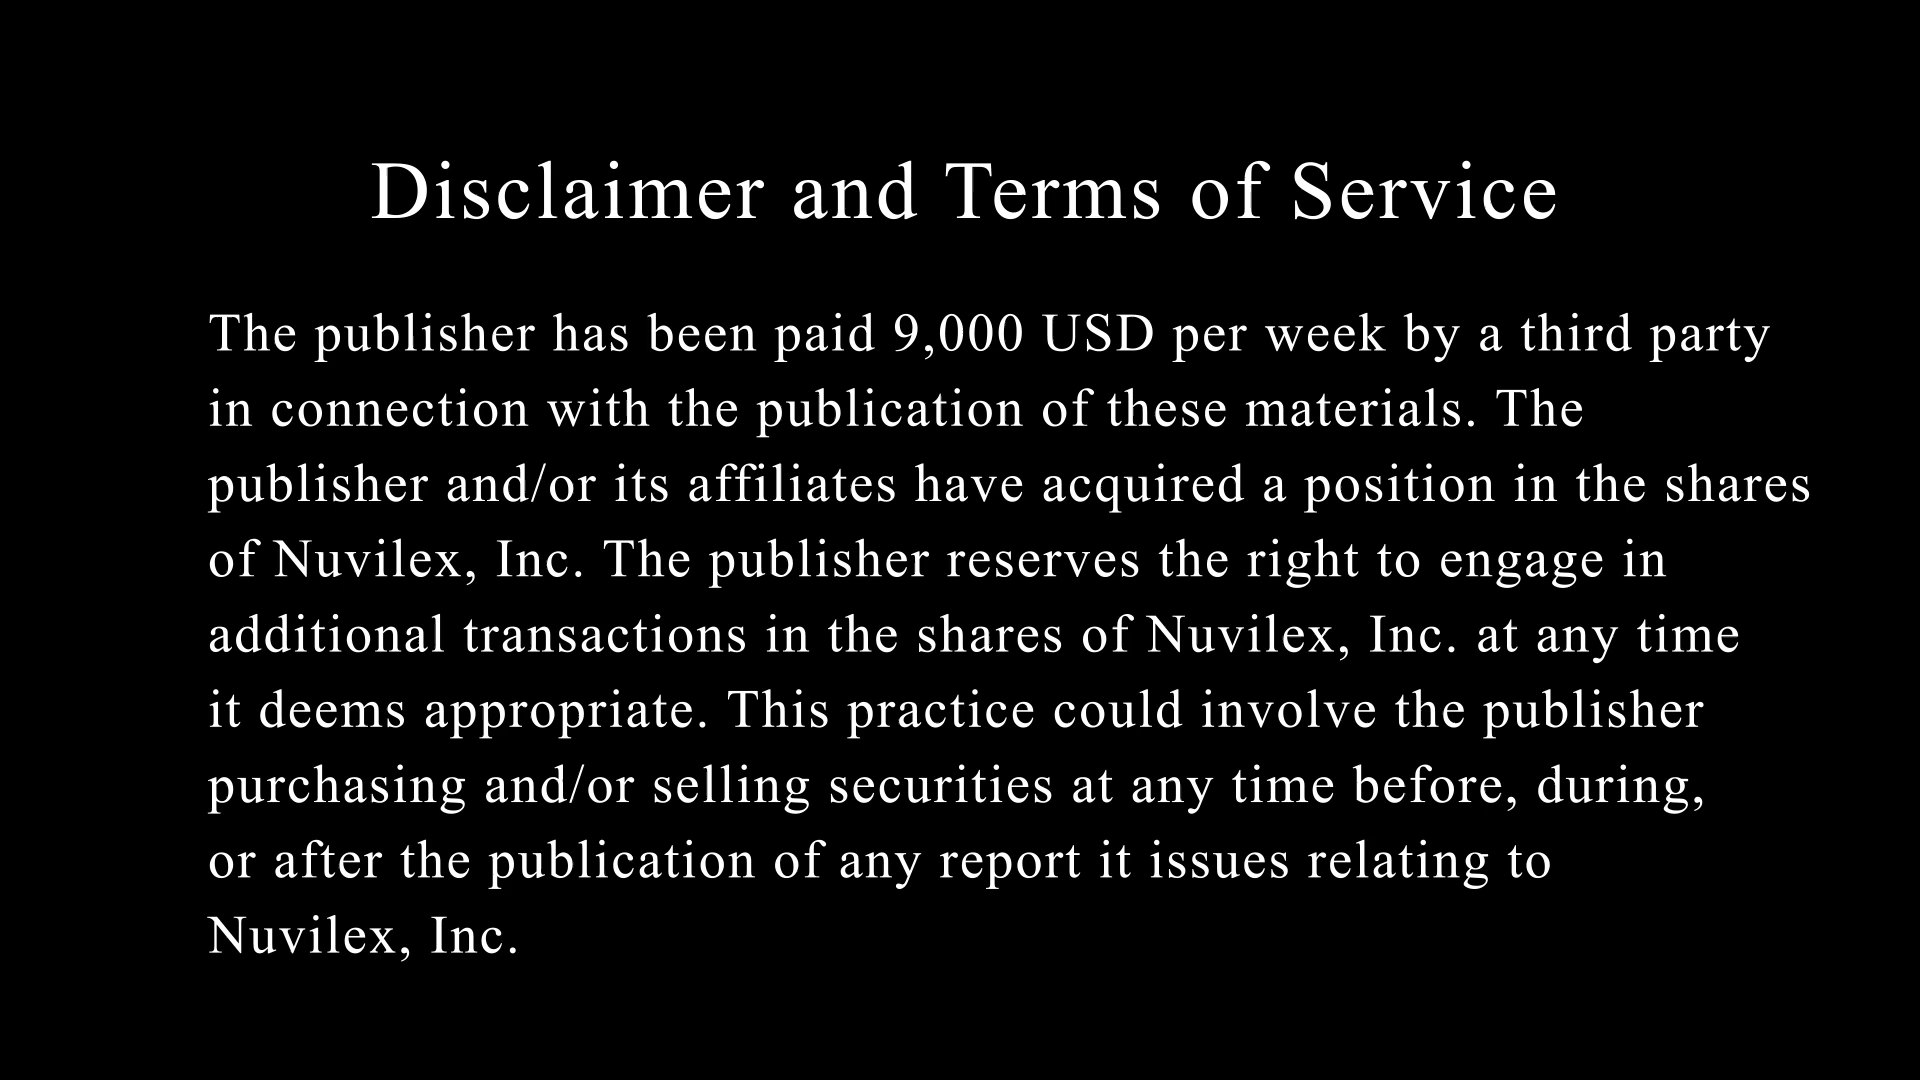 Disclaimer and Terms of Service
The publisher has been paid 9,000 USD per week by a third party
in connection with the publication of these materials. The
publisher and/or its affiliates have acquired a position in the shares
of Nuvilex, Inc. The publisher reserves the right to engage in
additional transactions in the shares of Nuvilex, Inc. at any time
it deems appropriate. This practice could involve the publisher
purchasing and/or selling securities at any time before, during,
or after the publication of any report it issues relating to
Nuvilex, Inc.